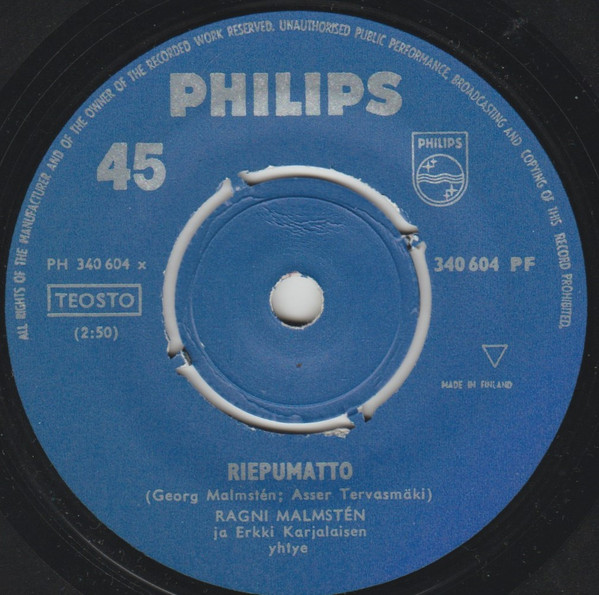 ALL RIGHTS OF THE MANUFACTURER AND OF THE OWNER OF THE RECORDED WORK RESERVED. UNAUTHORISED PUBLIC PERFORMANCE, BROADCASTING AND COPYING OF THIS RECORD PROHIBITED.
PHILIPS
45
PHILIPS
PH 340 604 x
340 604 PF
TEOSTO
(2:50)
MADE IN FINLAND
RIEPUMATTO
(Georg Malmstén; Asser Tervasmäki)
RAGNI MALMSTÉN
ja Erkki Karjalaisen
yhtye